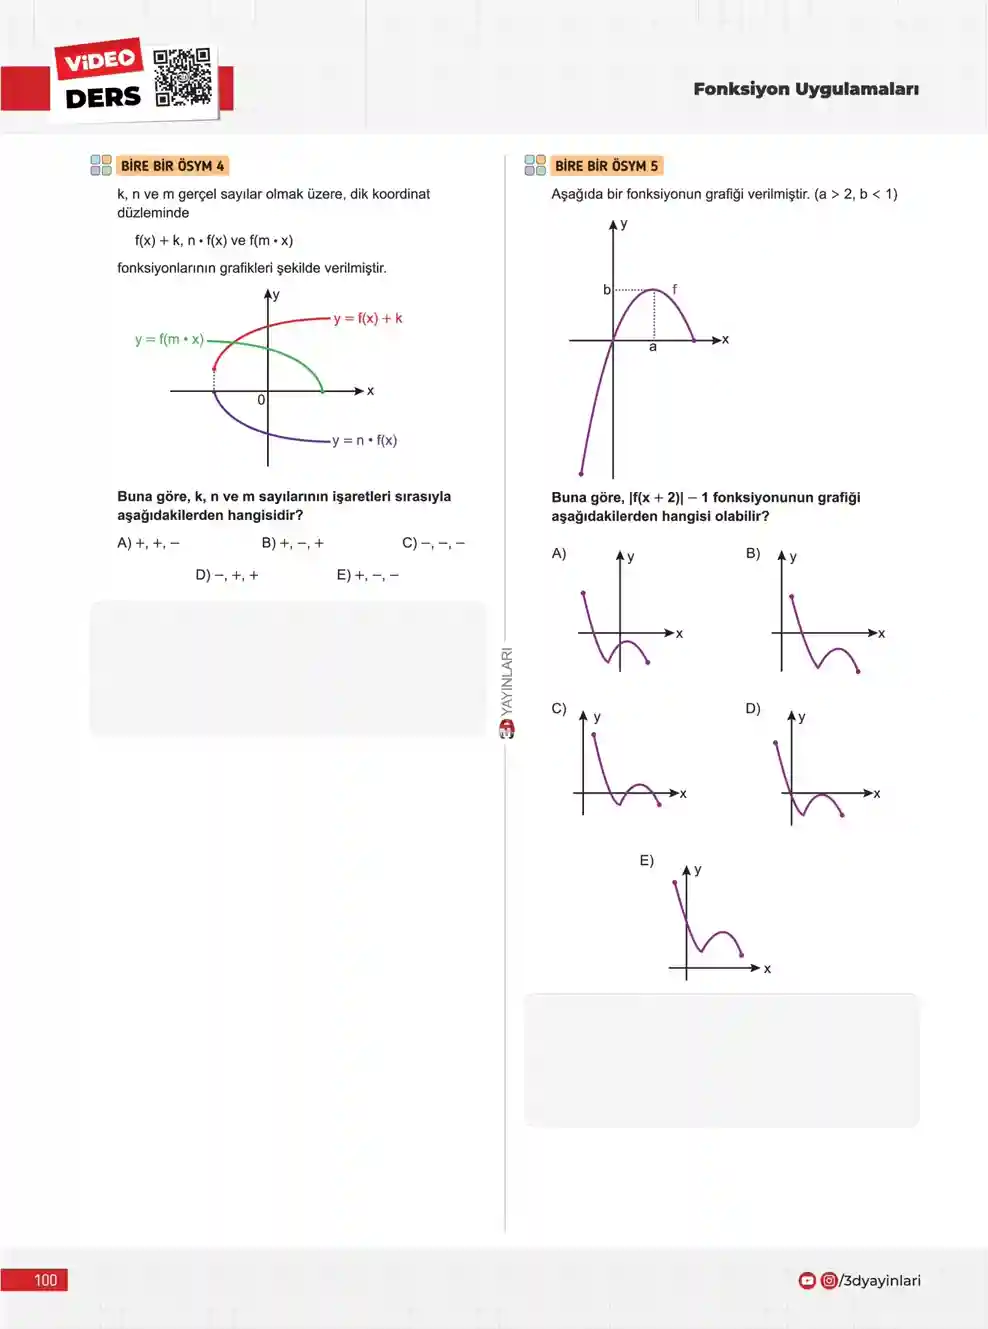 VİDEO
DERS
Fonksiyon Uygulamaları
BİRE BİR ÖSYM 4
k, n ve m gerçel sayılar olmak üzere, dik koordinat
düzleminde
f(x) + k, n • f(x) ve f(m • x)
fonksiyonlarının grafikleri şekilde verilmiştir.
y
y = f(x) + k
y = f(m • x)
x
0
y = n • f(x)
Buna göre, k, n ve m sayılarının işaretleri sırasıyla
aşağıdakilerden hangisidir?
A) +, +, –
B) +, –, +
C) –, –, –
D) –, +, +
E) +, –, –
BİRE BİR ÖSYM 5
Aşağıda bir fonksiyonun grafiği verilmiştir. (a > 2, b < 1)
y
b
f
x
a
Buna göre, |f(x + 2)| – 1 fonksiyonunun grafiği
aşağıdakilerden hangisi olabilir?
A)
y
x
B)
y
x
C)
y
x
D)
y
x
E)
y
x
3D YAYINLARI
100
/3dyayinlari